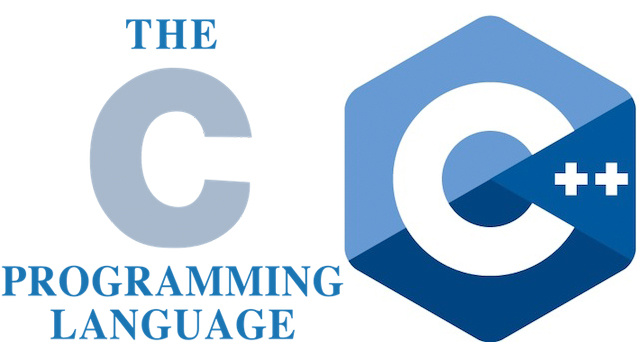 THE
C
PROGRAMMING
LANGUAGE
C++